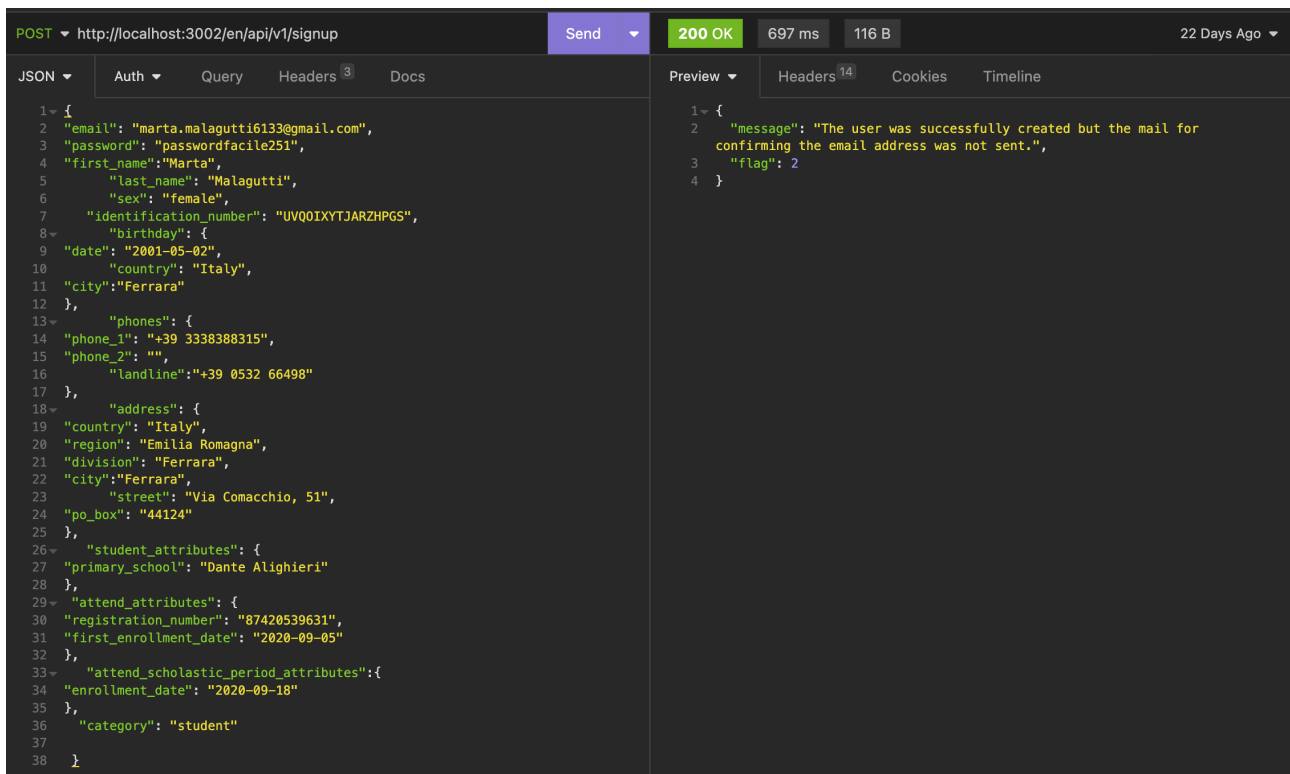 POST http://localhost:3002/en/api/v1/signup Send 200 OK 697 ms 116 B 22 Days Ago
JSON Auth Query Headers 3 Docs
Preview Headers 14 Cookies Timeline
1 {
2 "email": "marta.malagutti6133@gmail.com",
3 "password": "passwordfacile251",
4 "first_name":"Marta",
5 "last_name": "Malagutti",
6 "sex": "female",
7 "identification_number": "UVQOIXYTJARZHPGS",
8 "birthday": {
9 "date": "2001-05-02",
10 "country": "Italy",
11 "city":"Ferrara"
12 },
13 "phones": {
14 "phone_1": "+39 3338388315",
15 "phone_2": "",
16 "landline":"+39 0532 66498"
17 },
18 "address": {
19 "country": "Italy",
20 "region": "Emilia Romagna",
21 "division": "Ferrara",
22 "city":"Ferrara",
23 "street": "Via Comacchio, 51",
24 "po_box": "44124"
25 },
26 "student_attributes": {
27 "primary_school": "Dante Alighieri"
28 },
29 "attend_attributes": {
30 "registration_number": "87420539631",
31 "first_enrollment_date": "2020-09-05"
32 },
33 "attend_scholastic_period_attributes":{
34 "enrollment_date": "2020-09-18"
35 },
36 "category": "student"
37
38 }
1 {
2 "message": "The user was successfully created but the mail for
confirming the email address was not sent.",
3 "flag": 2
4 }